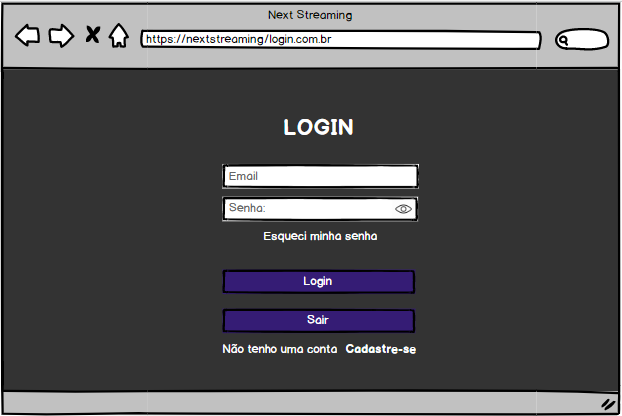 Next Streaming
https://nextstreaming/login.com.br
LOGIN
Email
Senha:
Esqueci minha senha
Login
Sair
Não tenho uma conta Cadastre-se